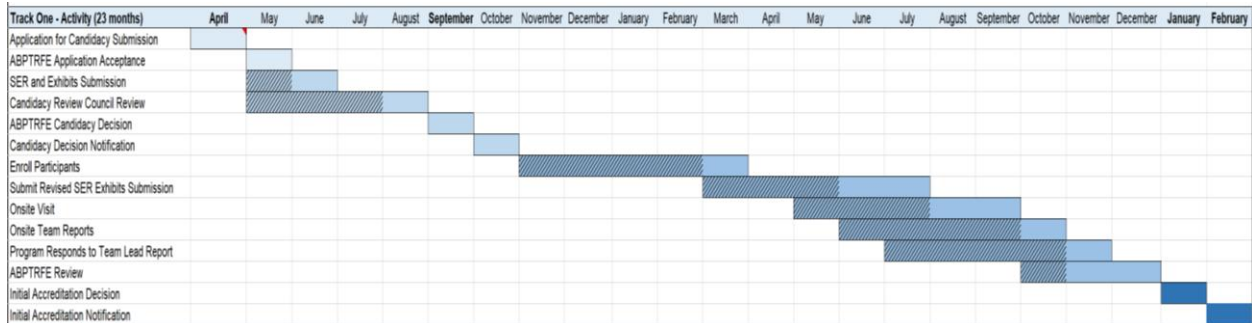 Track One - Activity (23 months) April May June July August September October November December January February March April May June July August September October November December January February
Application for Candidacy Submission
ABPTRFE Application Acceptance
SER and Exhibits Submission
Candidacy Review Council Review
ABPTRFE Candidacy Decision
Candidacy Decision Notification
Enroll Participants
Submit Revised SER Exhibits Submission
Onsite Visit
Onsite Team Reports
Program Responds to Team Lead Report
ABPTRFE Review
Initial Accreditation Decision
Initial Accreditation Notification